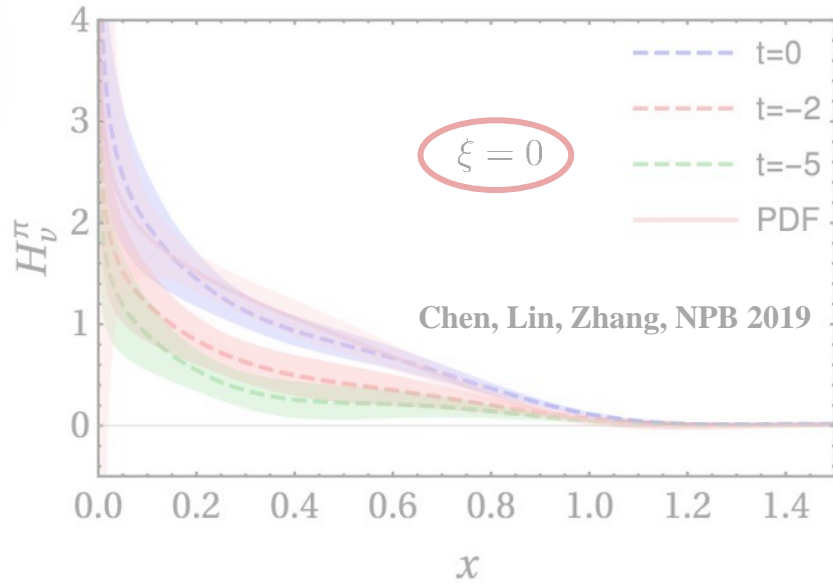 4
3
2
1
0
H_v^π
t=0
t=-2
t=-5
PDF
ξ = 0
Chen, Lin, Zhang, NPB 2019
0.0 0.2 0.4 0.6 0.8 1.0 1.2 1.4
x